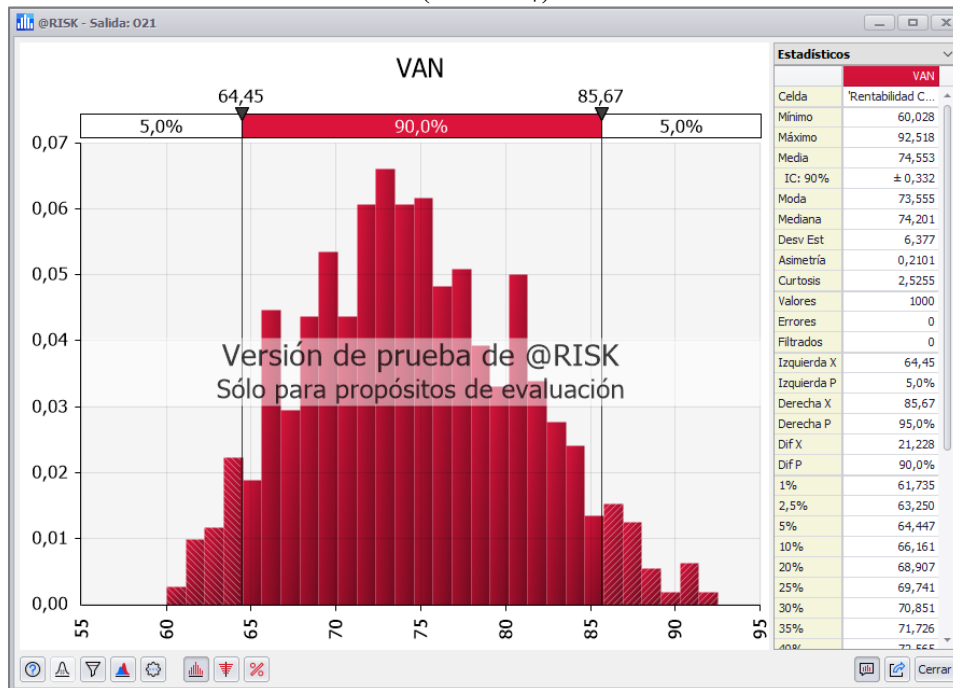 @RISK - Salida: O21
VAN
64,45 85,67
5,0% 90,0% 5,0%
0,07
0,06
0,05
0,04
0,03
0,02
0,01
0,00
55 60 65 70 75 80 85 90 95
Versión de prueba de @RISK
Sólo para propósitos de evaluación
Estadísticos
VAN
Celda 'Rentabilidad C...
Mínimo 60,028
Máximo 92,518
Media 74,553
IC: 90% ± 0,332
Moda 73,555
Mediana 74,201
Desv Est 6,377
Asimetría 0,2101
Curtosis 2,5255
Valores 1000
Errores 0
Filtrados 0
Izquierda X 64,45
Izquierda P 5,0%
Derecha X 85,67
Derecha P 95,0%
Dif X 21,228
Dif P 90,0%
1% 61,735
2,5% 63,250
5% 64,447
10% 66,161
20% 68,907
25% 69,741
30% 70,851
35% 71,726
40% 72,565
Cerrar